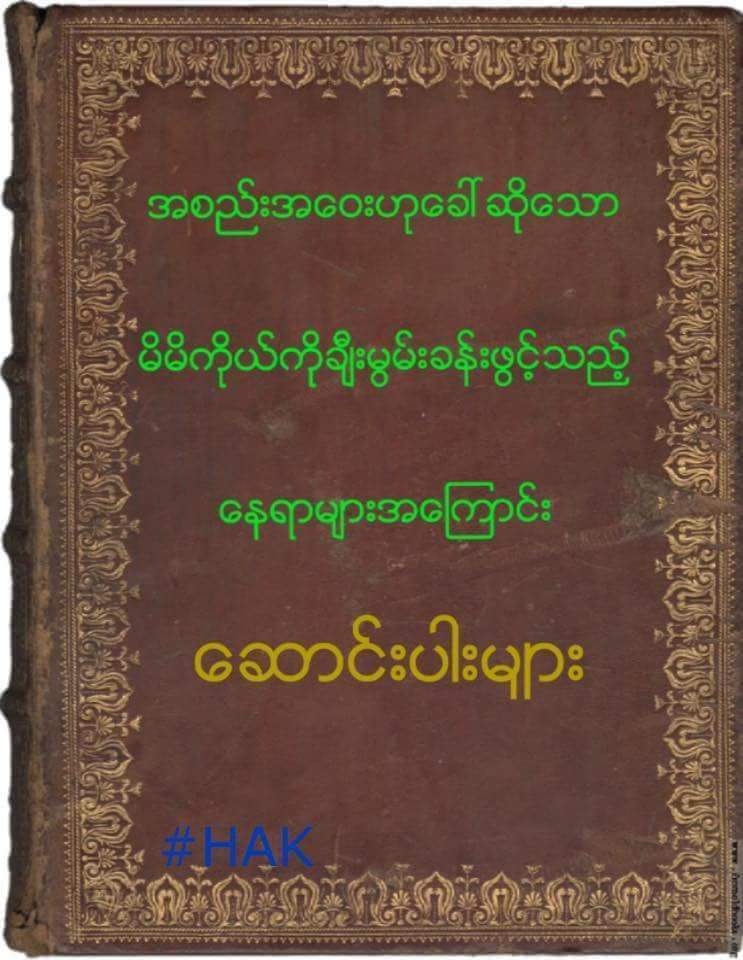 အစည်းအဝေးဟုခေါ်ဆိုသော
မိမိကိုယ်ကိုချီးမွမ်းခန်းဖွင့်သည့်
နေရာများအကြောင်း
ဆောင်းပါးများ
#HAK